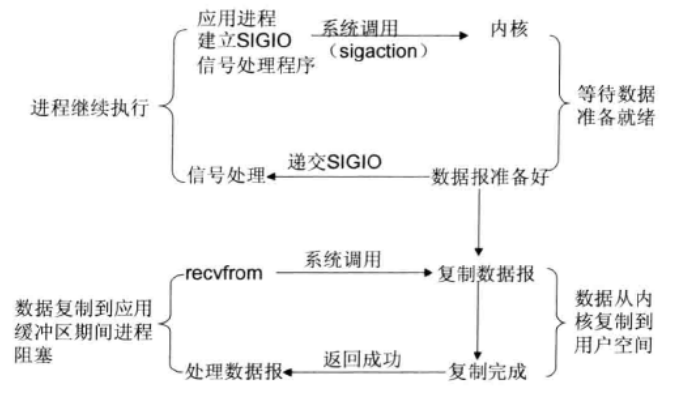 应用进程
建立SIGIO
信号处理程序
系统调用
（sigaction）
内核
进程继续执行
等待数据
准备就绪
信号处理
递交SIGIO
数据报准备好
recvfrom
系统调用
复制数据报
数据复制到应用
缓冲区期间进程
阻塞
数据从内
核复制到
用户空间
处理数据报
返回成功
复制完成